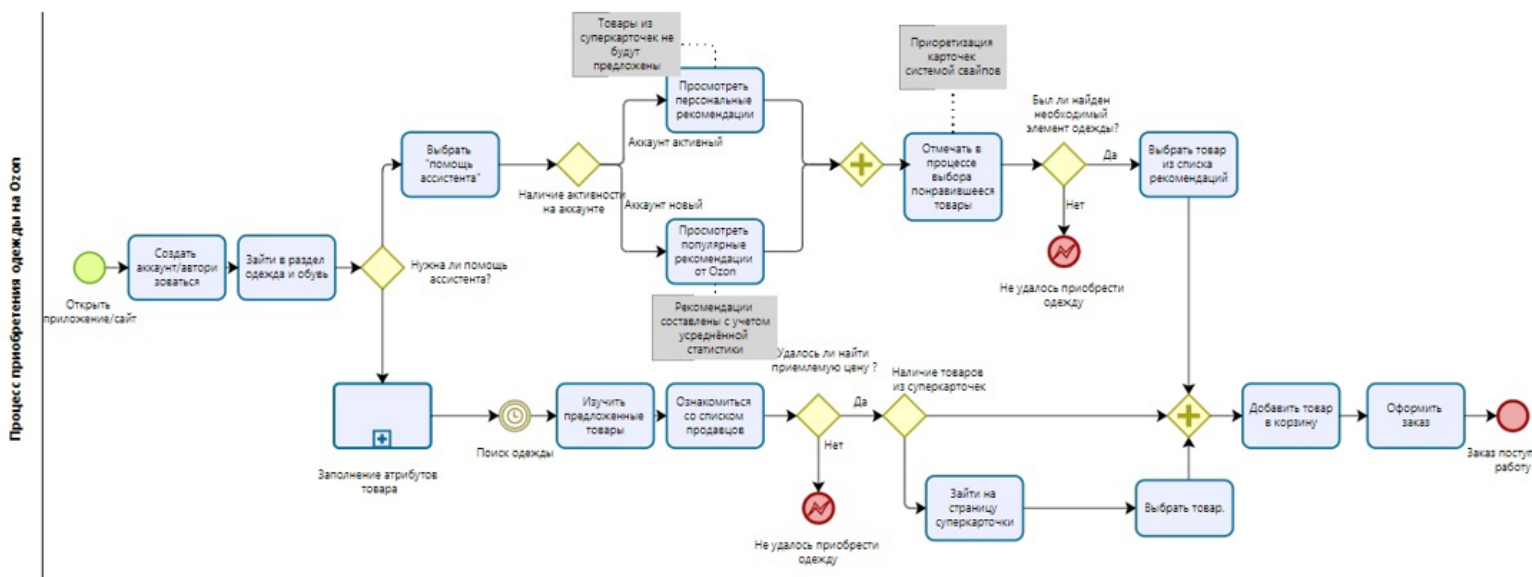 Процесс приобретения одежды на Ozon
Открыть
приложение/сайт
Создать
аккаунт/автори
зоваться
Зайти в раздел
одежда и обувь
Нужна ли помощь
ассистента?
Выбрать
"помощь
ассистента"
Наличие активности
на аккаунте
Товары из
суперкарточек не
будут
предложены
Просмотреть
персональные
рекомендации
Аккаунт активный
Аккаунт новый
Просмотреть
популярные
рекомендации
от Ozon
Рекомендации
составлены с учетом
усреднённой
статистики
Приоретизация
карточек
системой свайпов
Отмечать в
процессе
выбора
понравившееся
товары
Был ли найден
необходимый
элемент одежды?
Да
Нет
Не удалось приобрести
одежду
Выбрать товар
из списка
рекомендаций
Заполнение атрибутов
товара
Поиск одежды
Изучить
предложенные
товары
Ознакомиться
со списком
продавцов
Удалось ли найти
приемлемую цену ?
Да
Нет
Не удалось приобрести
одежду
Наличие товаров
из суперкарточек
Зайти на
страницу
суперкарточки
Выбрать товар.
Добавить товар
в корзину
Оформить
заказ
Заказ поступ
работу